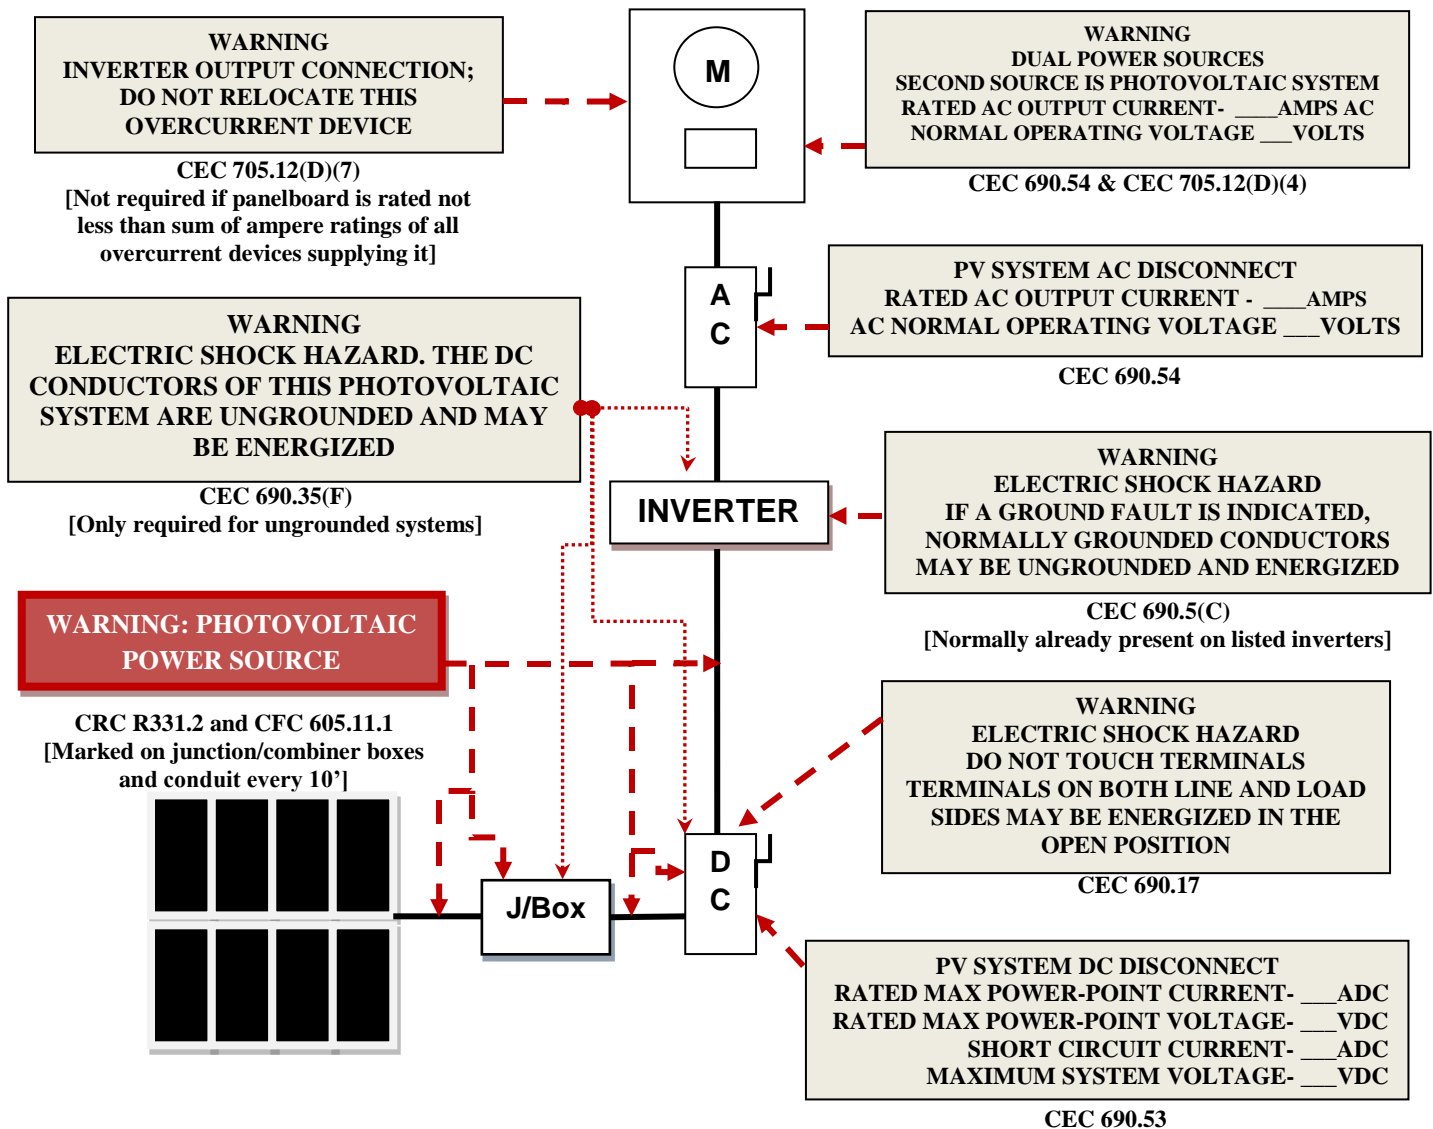 WARNING
INVERTER OUTPUT CONNECTION;
DO NOT RELOCATE THIS
OVERCURRENT DEVICE
CEC 705.12(D)(7)
[Not required if panelboard is rated not
less than sum of ampere ratings of all
overcurrent devices supplying it]
M
WARNING
DUAL POWER SOURCES
SECOND SOURCE IS PHOTOVOLTAIC SYSTEM
RATED AC OUTPUT CURRENT- ____AMPS AC
NORMAL OPERATING VOLTAGE ___VOLTS
CEC 690.54 & CEC 705.12(D)(4)
A
C
PV SYSTEM AC DISCONNECT
RATED AC OUTPUT CURRENT - ____AMPS
AC NORMAL OPERATING VOLTAGE ___VOLTS
CEC 690.54
WARNING
ELECTRIC SHOCK HAZARD. THE DC
CONDUCTORS OF THIS PHOTOVOLTAIC
SYSTEM ARE UNGROUNDED AND MAY
BE ENERGIZED
CEC 690.35(F)
[Only required for ungrounded systems]
INVERTER
WARNING
ELECTRIC SHOCK HAZARD
IF A GROUND FAULT IS INDICATED,
NORMALLY GROUNDED CONDUCTORS
MAY BE UNGROUNDED AND ENERGIZED
CEC 690.5(C)
[Normally already present on listed inverters]
WARNING: PHOTOVOLTAIC
POWER SOURCE
CRC R331.2 and CFC 605.11.1
[Marked on junction/combiner boxes
and conduit every 10’]
WARNING
ELECTRIC SHOCK HAZARD
DO NOT TOUCH TERMINALS
TERMINALS ON BOTH LINE AND LOAD
SIDES MAY BE ENERGIZED IN THE
OPEN POSITION
CEC 690.17
J/Box
D
C
PV SYSTEM DC DISCONNECT
RATED MAX POWER-POINT CURRENT- ___ADC
RATED MAX POWER-POINT VOLTAGE- ___VDC
SHORT CIRCUIT CURRENT- ___ADC
MAXIMUM SYSTEM VOLTAGE- ___VDC
CEC 690.53